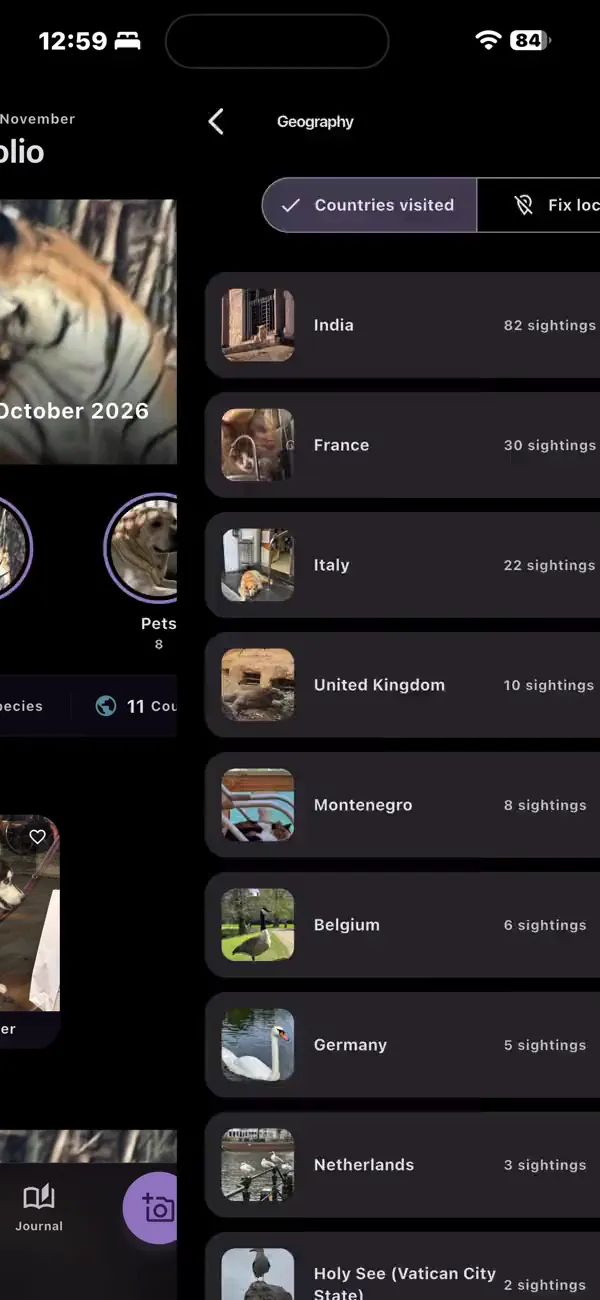 12:59
84
November
olio
October 2026
Pets
8
pecies
11 Cou
er
Journal
Geography
Countries visited
Fix loc
India
82 sightings
France
30 sightings
Italy
22 sightings
United Kingdom
10 sightings
Montenegro
8 sightings
Belgium
6 sightings
Germany
5 sightings
Netherlands
3 sightings
Holy See (Vatican City
State)
2 sightings